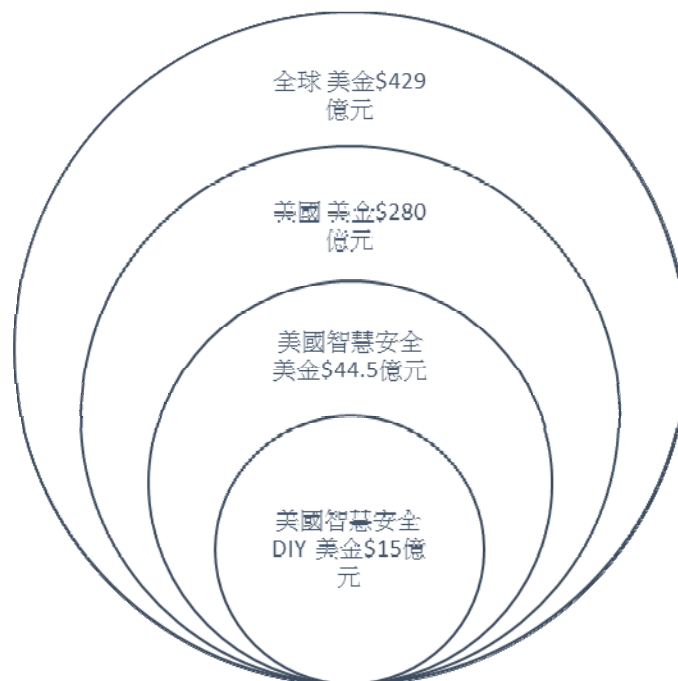 全球 美金$429
億元
美國 美金$280
億元
美國智慧安全
美金$44.5億元
美國智慧安全
DIY 美金$15億
元